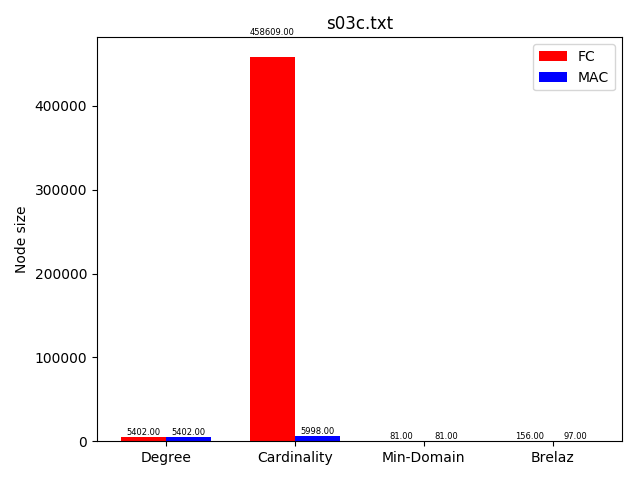 s03c.txt
458609.00
FC
MAC
400000
300000
200000
100000
0
Node size
5402.00 5402.00 5998.00 81.00 81.00 156.00 97.00
Degree Cardinality Min-Domain Brelaz